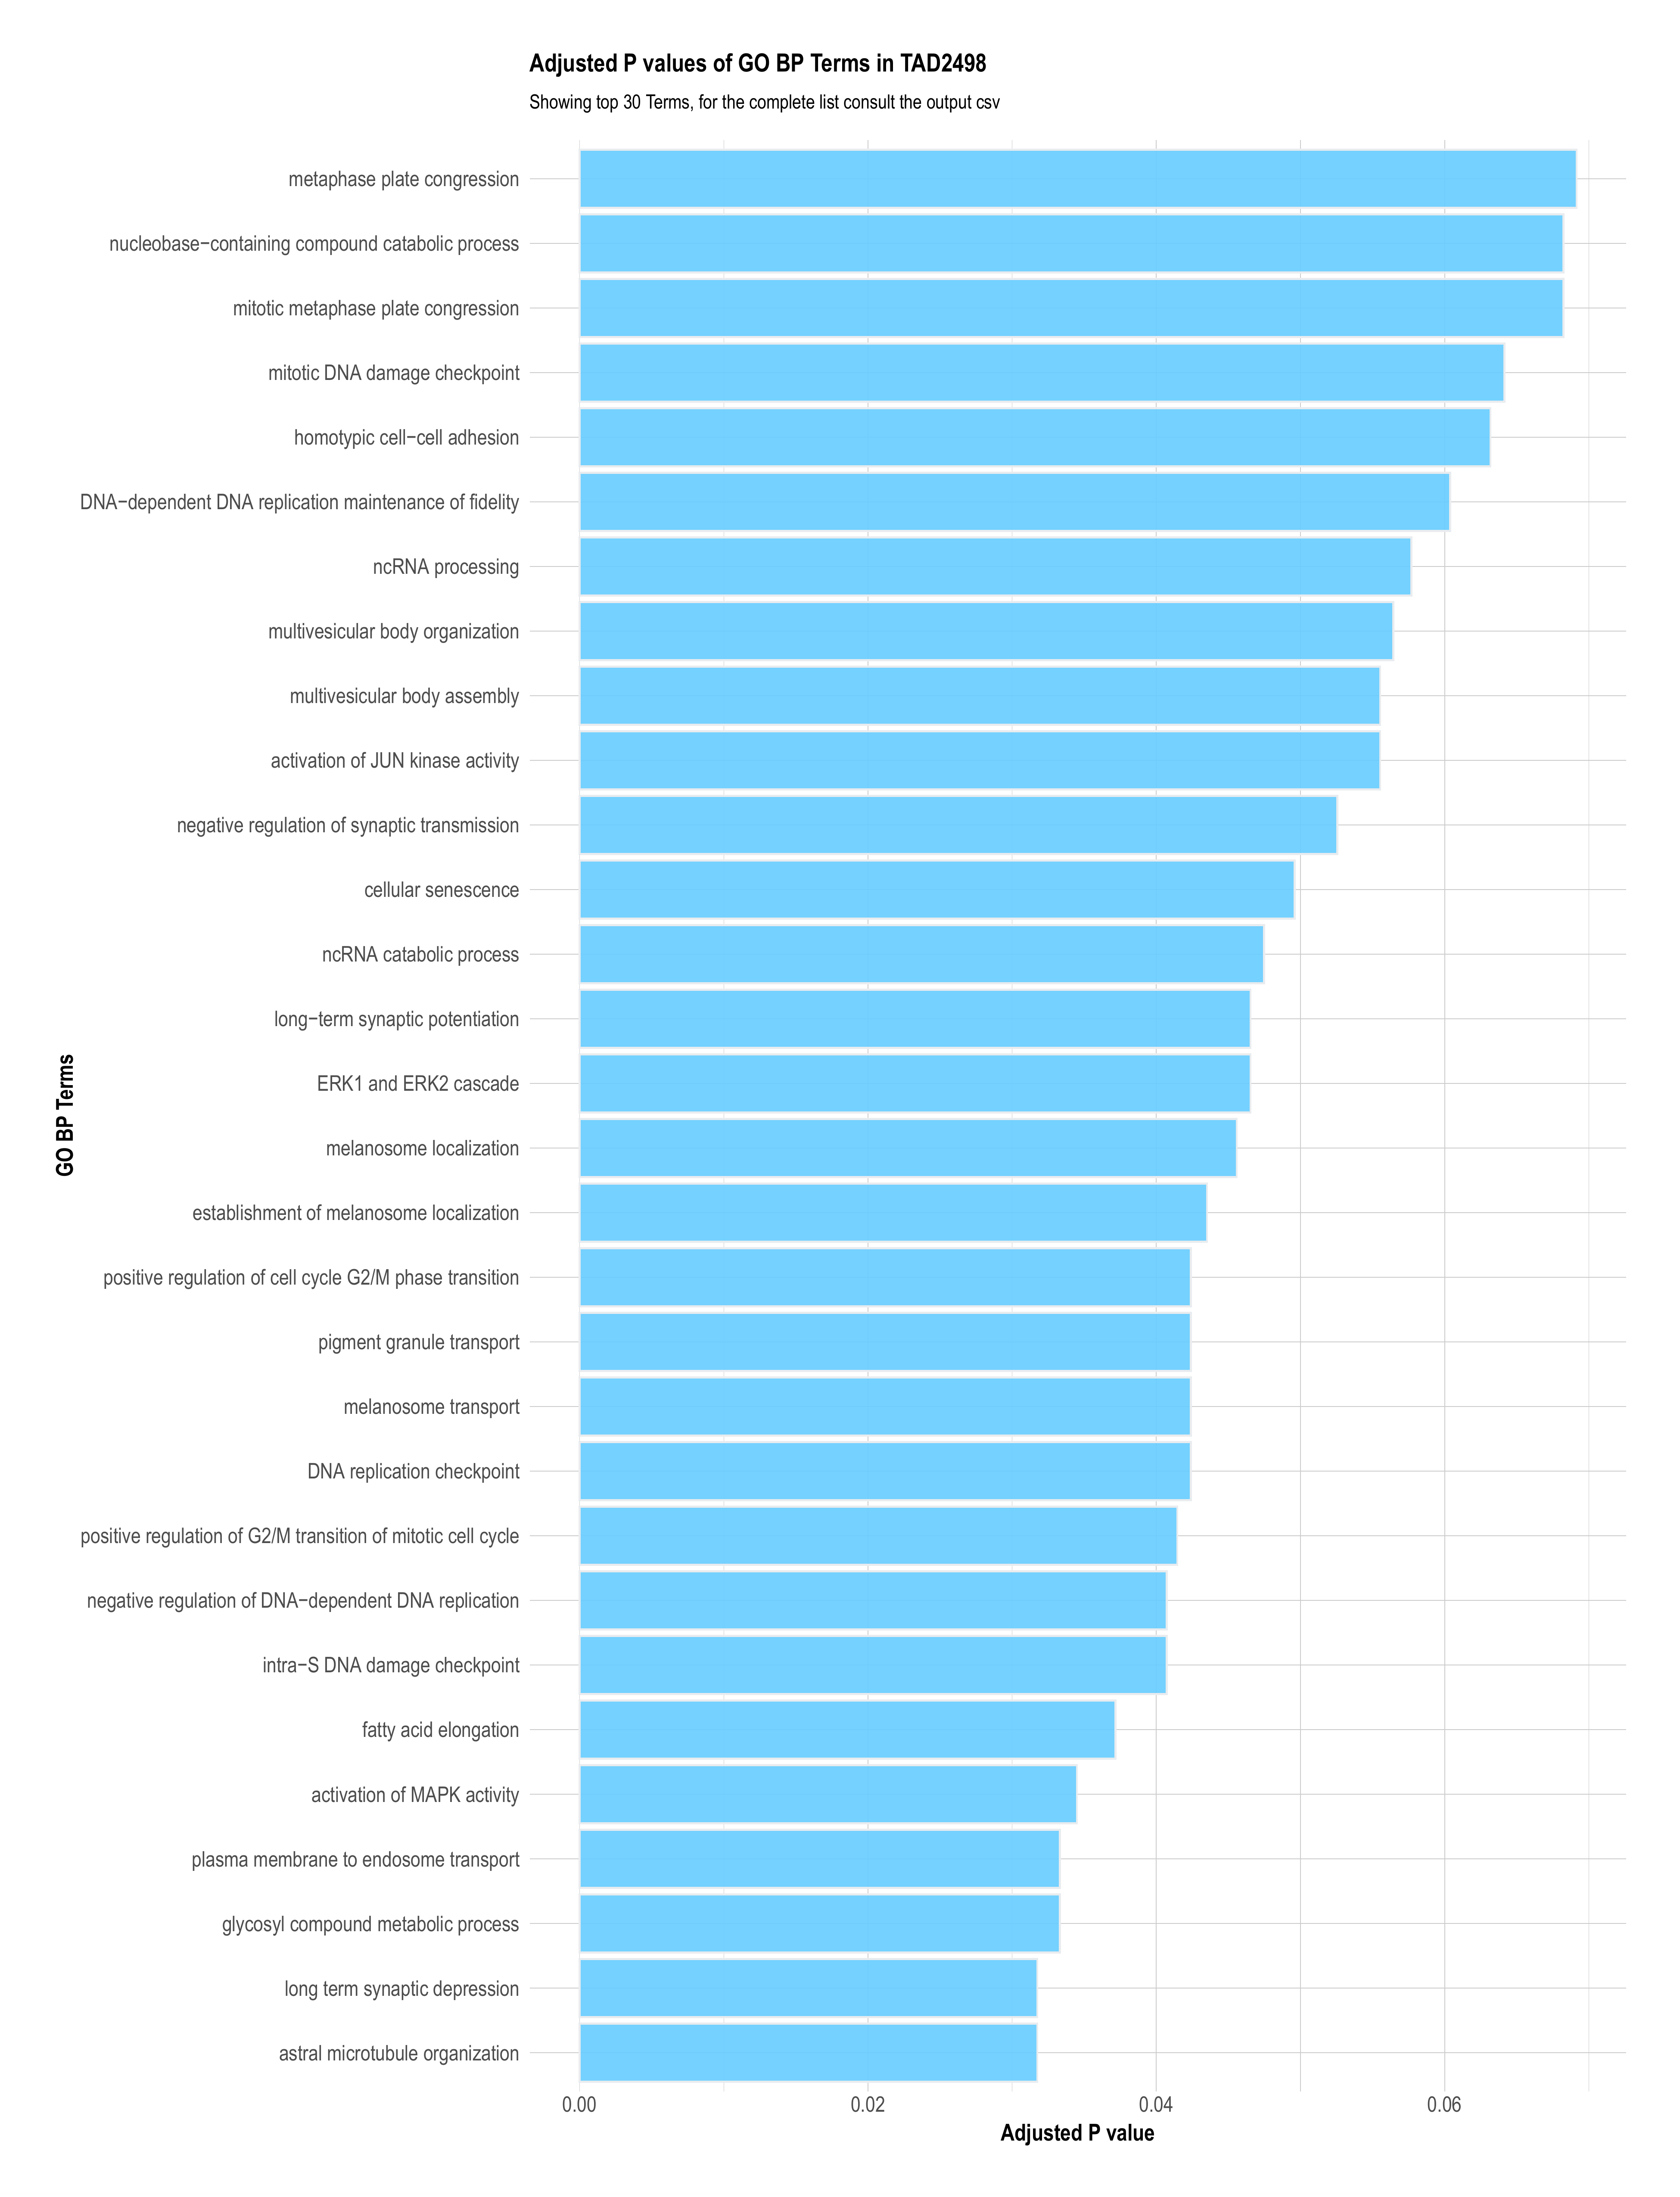 Adjusted P values of GO BP Terms in TAD2498
Showing top 30 Terms, for the complete list consult the output csv
metaphase plate congression
nucleobase−containing compound catabolic process
mitotic metaphase plate congression
mitotic DNA damage checkpoint
homotypic cell−cell adhesion
DNA−dependent DNA replication maintenance of fidelity
ncRNA processing
multivesicular body organization
multivesicular body assembly
activation of JUN kinase activity
negative regulation of synaptic transmission
cellular senescence
ncRNA catabolic process
long−term synaptic potentiation
ERK1 and ERK2 cascade
melanosome localization
establishment of melanosome localization
positive regulation of cell cycle G2/M phase transition
pigment granule transport
melanosome transport
DNA replication checkpoint
positive regulation of G2/M transition of mitotic cell cycle
negative regulation of DNA−dependent DNA replication
intra−S DNA damage checkpoint
fatty acid elongation
activation of MAPK activity
plasma membrane to endosome transport
glycosyl compound metabolic process
long term synaptic depression
astral microtubule organization
GO BP Terms
0.00 0.02 0.04 0.06
Adjusted P value